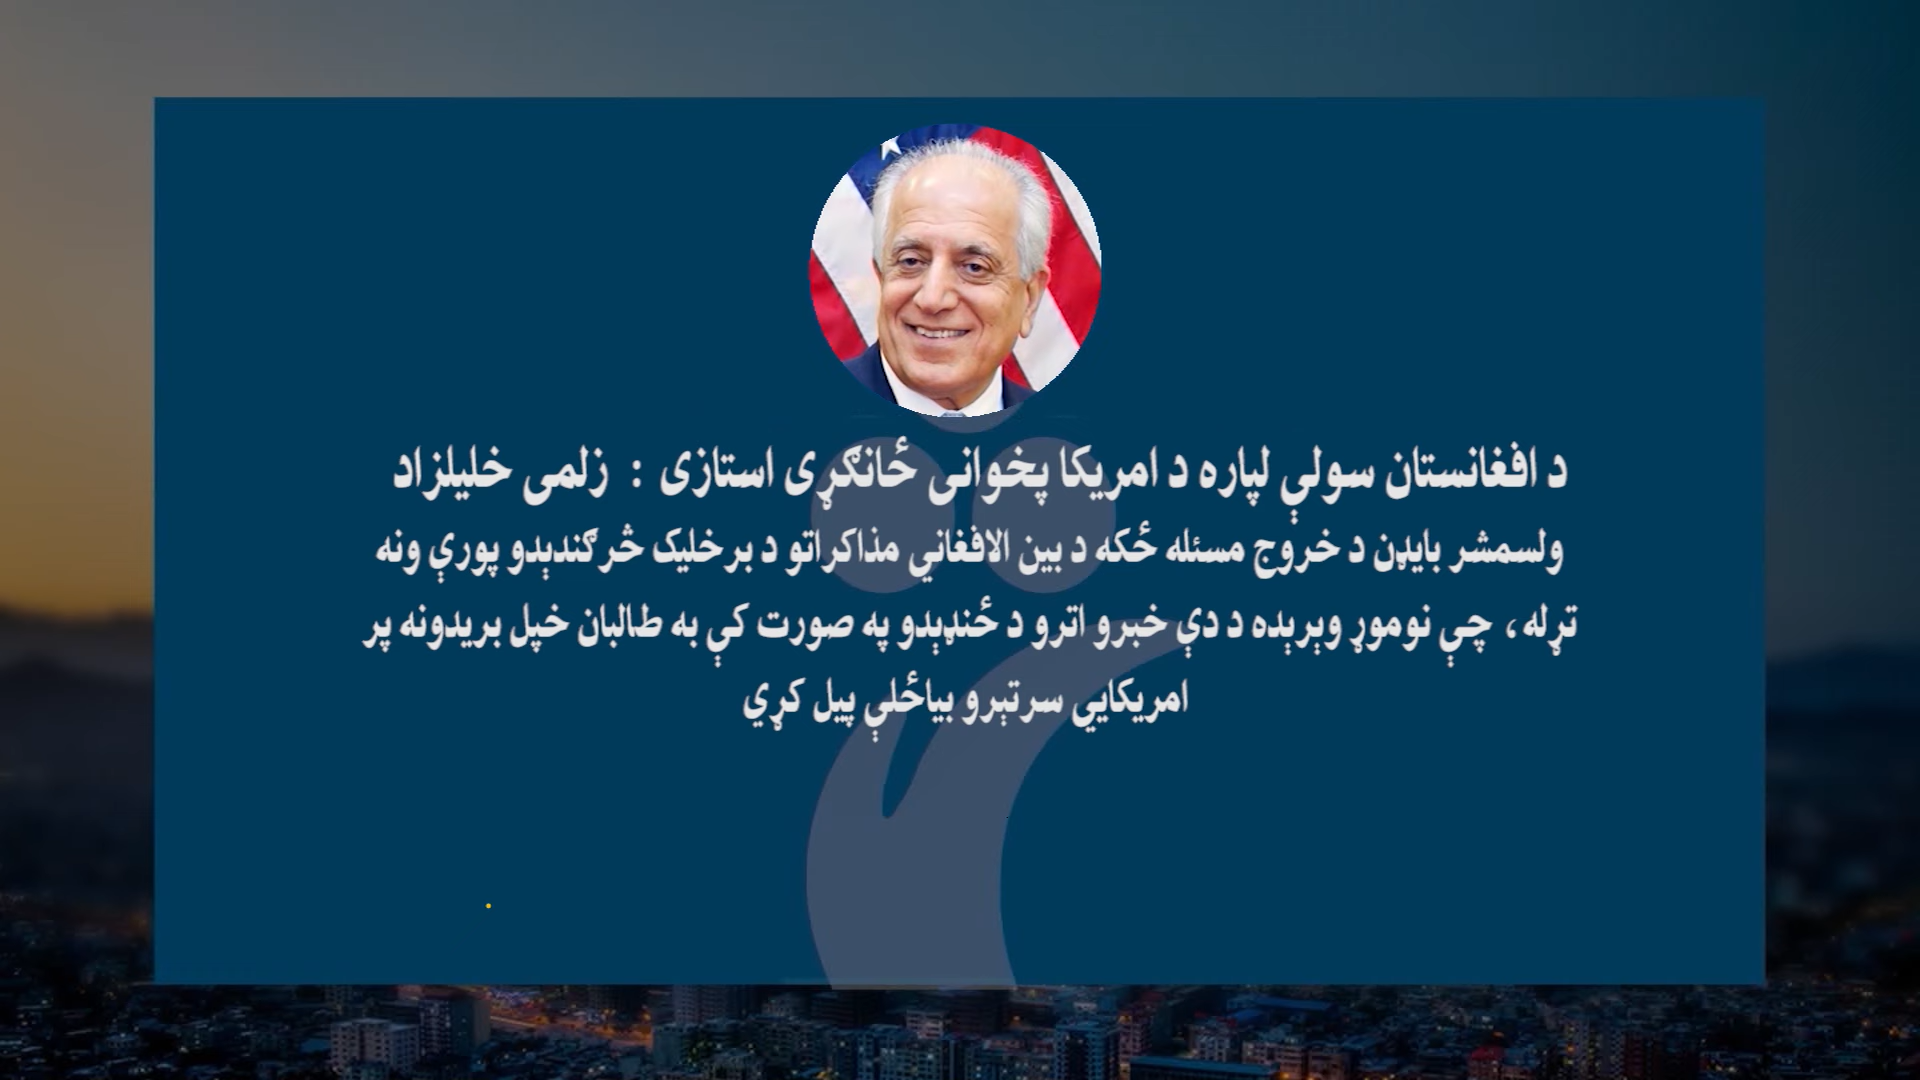 د افغانستان سولې لپاره د امریکا پخوانی ځانګړی استازی : زلمی خلیلزاد
ولسمشر بایډن د خروج مسئله ځکه د بین الافغاني مذاکراتو د برخلیک څرګندېدو پورې ونه
تړله، چې نوموړ وېرېده د دې خبرو اترو د ځنډېدو په صورت کې به طالبان خپل بریدونه پر
امریکایي سرتېرو بیاځلې پیل کړي